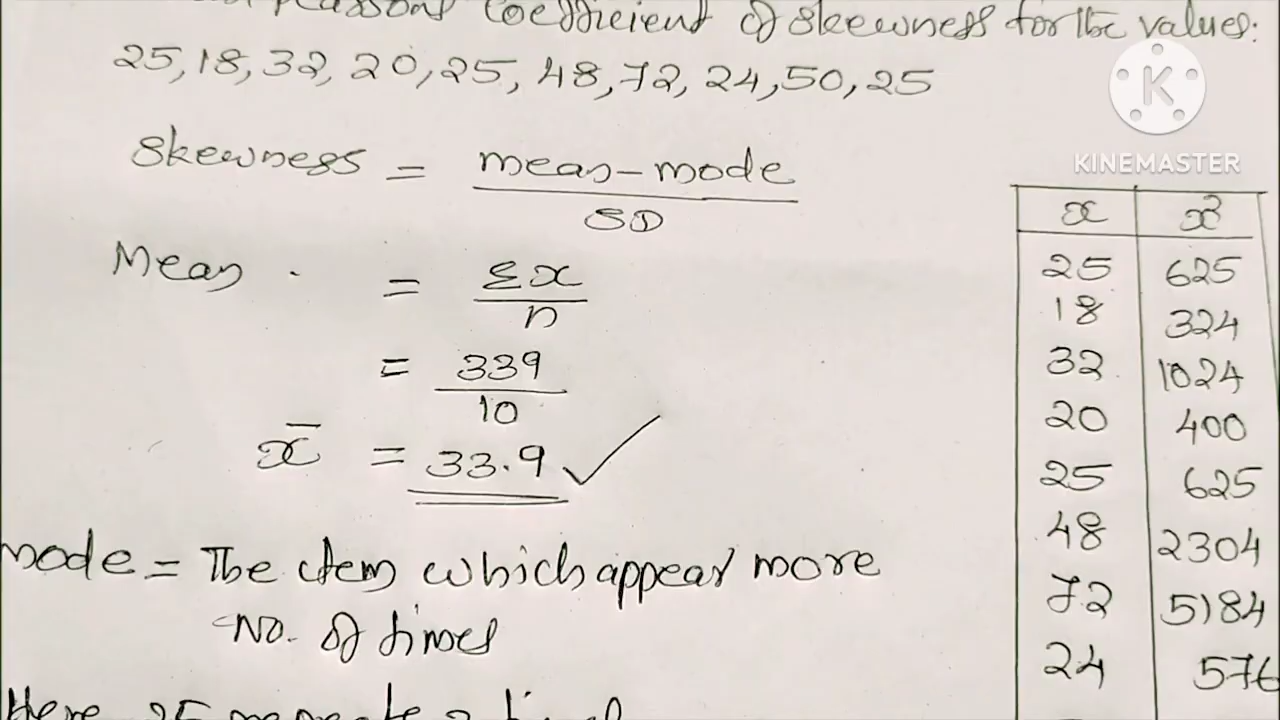 Coefficient of skewness for the values:
25, 18, 32, 20, 25, 48, 72, 24, 50, 25
K
KINEMASTER
Skewness = mean - mode
SD
Mean = Σx
n
= 339
10
x̄ = 33.9 ✓
mode = The item which appear more
No. of times
Here 25
x x²
25 625
18 324
32 1024
20 400
25 625
48 2304
72 5184
24 576